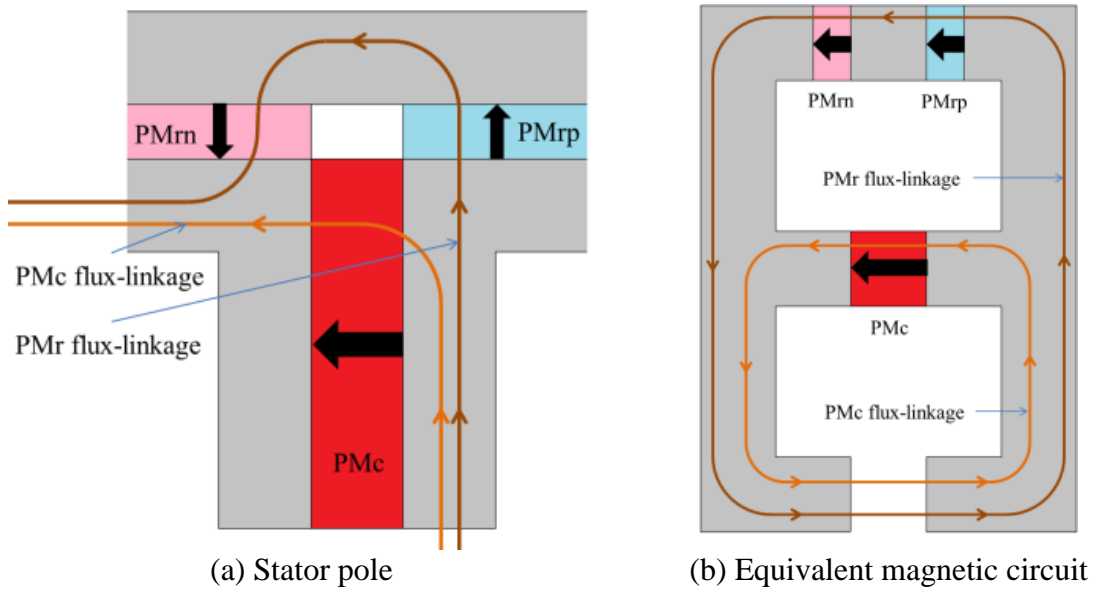 PMrn
PMrp
PMc flux-linkage
PMr flux-linkage
PMc
(a) Stator pole
PMrn
PMrp
PMr flux-linkage
PMc
PMc flux-linkage
(b) Equivalent magnetic circuit